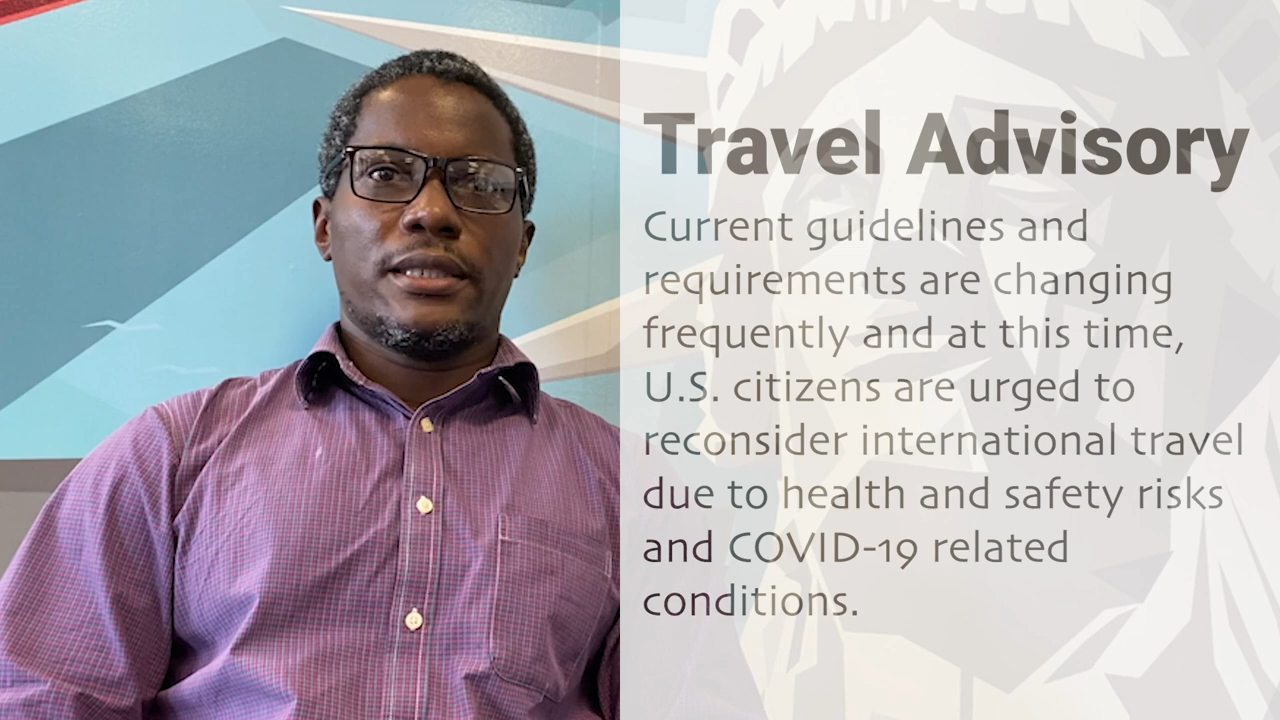 Travel Advisory
Current guidelines and
requirements are changing
frequently and at this time,
U.S. citizens are urged to
reconsider international travel
due to health and safety risks
and COVID-19 related
conditions.